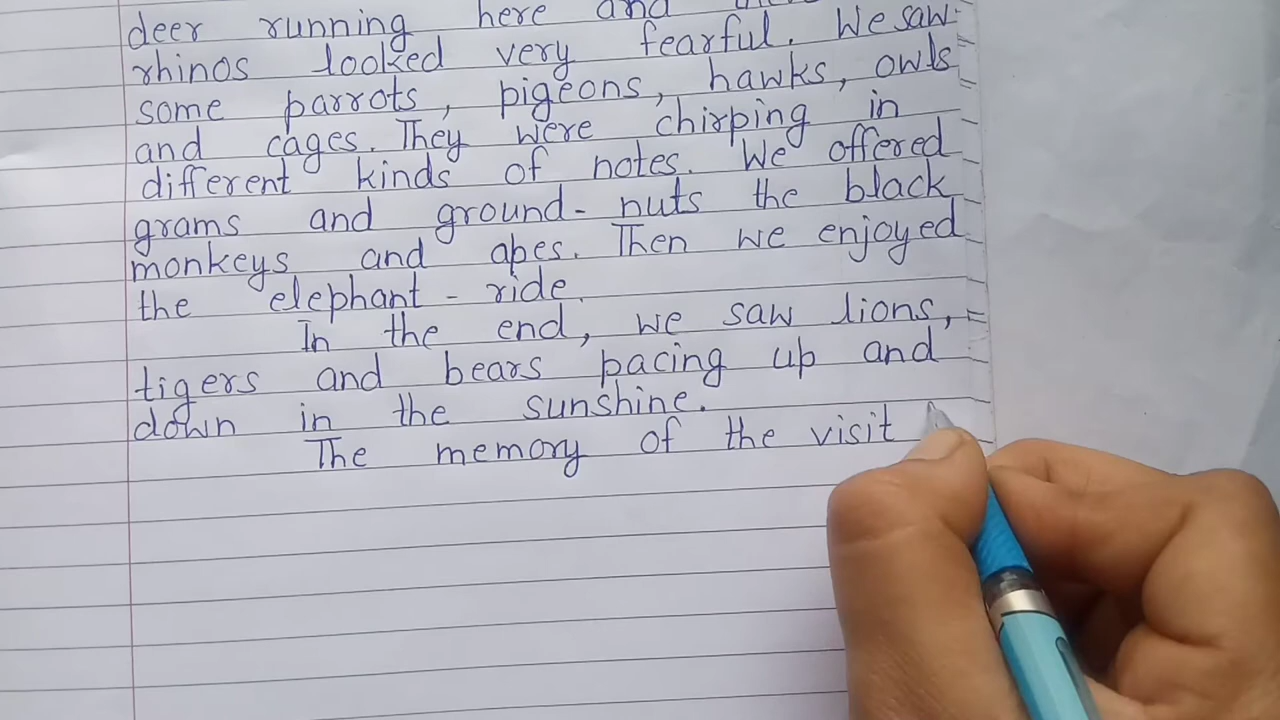 deer running here and
rhinos looked very fearful. We saw
some parrots, pigeons, hawks, owls
and cages. They were chirping in
different kinds of notes. We offered
grams and ground-nuts the black
monkeys and apes. Then we enjoyed
the elephant-ride.
In the end, we saw lions,
tigers and bears pacing up and
down in the sunshine.
The memory of the visit